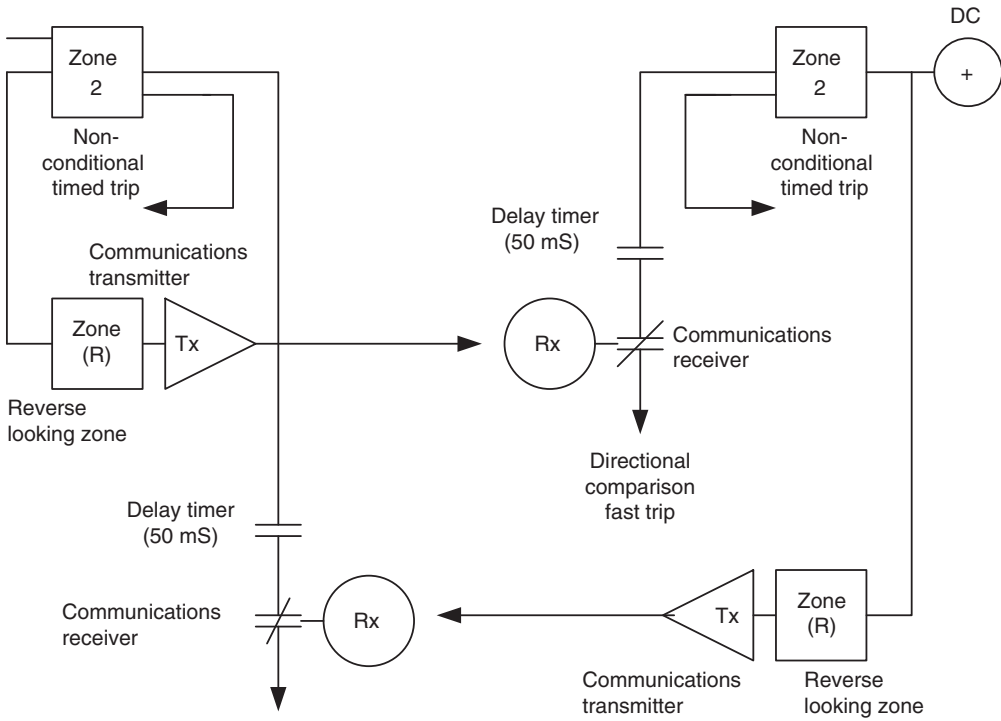 DC
Zone
2
Zone
2
+
Non-
conditional
timed trip
Non-
conditional
timed trip
Delay timer
(50 mS)
Communications
transmitter
Zone
(R)
Tx
Rx
Communications
receiver
Reverse
looking zone
Directional
comparison
fast trip
Delay timer
(50 mS)
Communications
receiver
Rx
Tx
Zone
(R)
Communications
transmitter
Reverse
looking zone